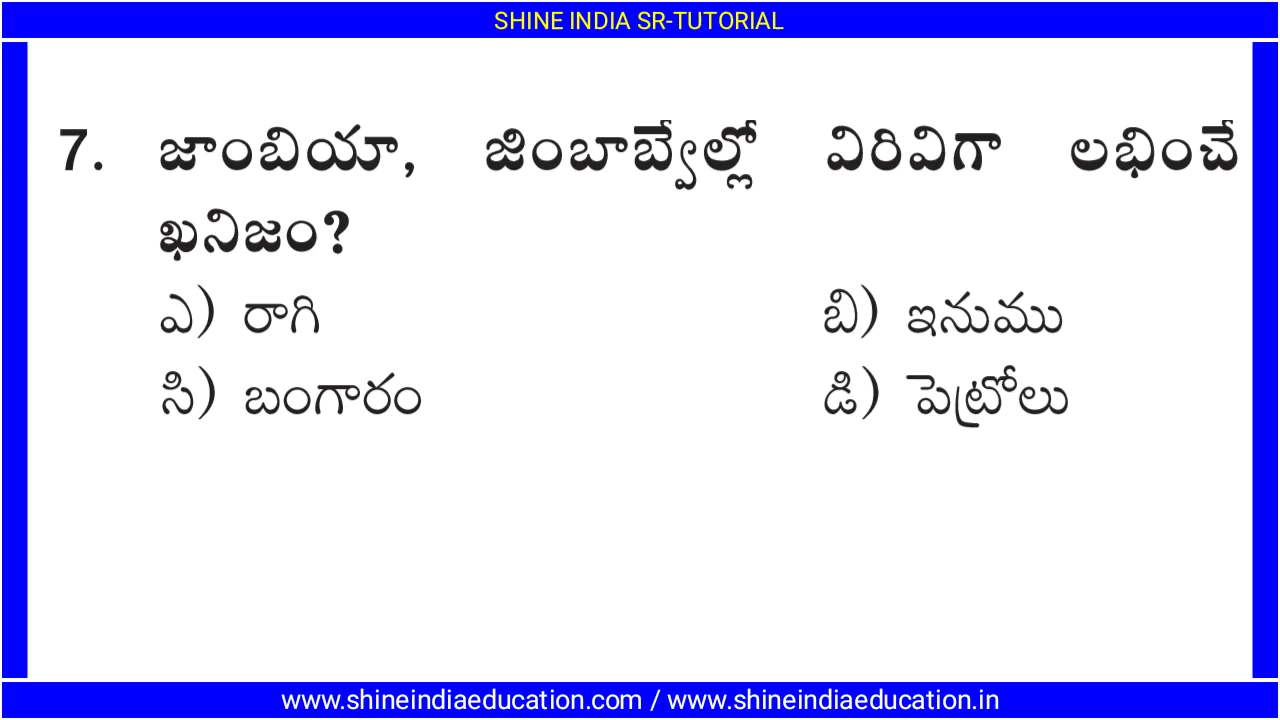 SHINE INDIA SR-TUTORIAL
7. జాంబియా, జింబాబ్వేల్లో విరివిగా లభించే
ఖనిజం?
ఎ) రాగి బి) ఇనుము
సి) బంగారం డి) పెట్రోలు
www.shineindiaeducation.com / www.shineindiaeducation.in